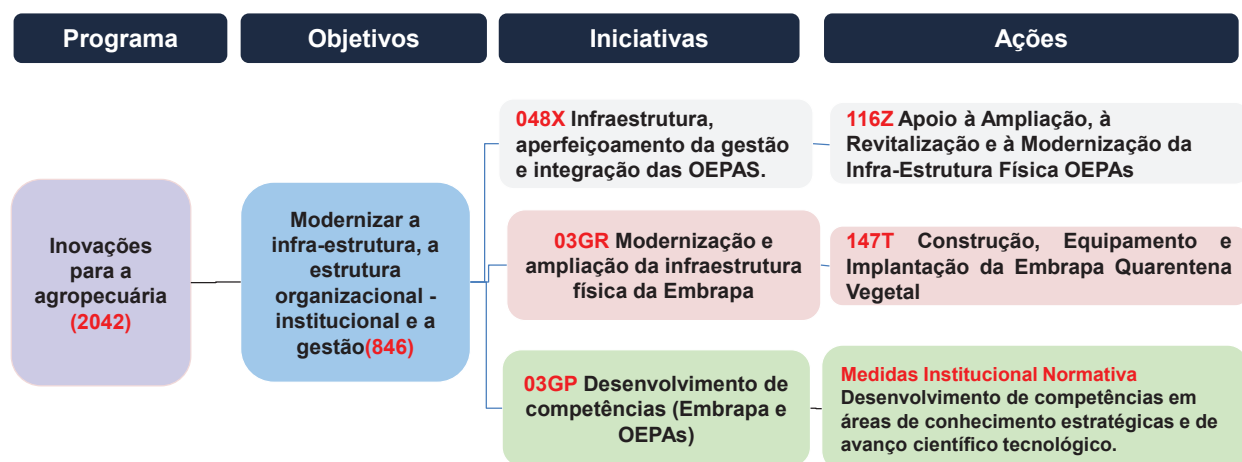 Programa
Objetivos
Iniciativas
Ações
Inovações
para a
agropecuária
(2042)
Modernizar a
infra-estrutura, a
estrutura
organizacional -
institucional e a
gestão(846)
048X Infraestrutura,
aperfeiçoamento da gestão
e integração das OEPAS.
116Z Apoio à Ampliação, à
Revitalização e à Modernização da
Infra-Estrutura Física OEPAs
03GR Modernização e
ampliação da infraestrutura
física da Embrapa
147T Construção, Equipamento e
Implantação da Embrapa Quarentena
Vegetal
03GP Desenvolvimento de
competências (Embrapa e
OEPAs)
Medidas Institucional Normativa
Desenvolvimento de competências em
áreas de conhecimento estratégicas e de
avanço científico tecnológico.